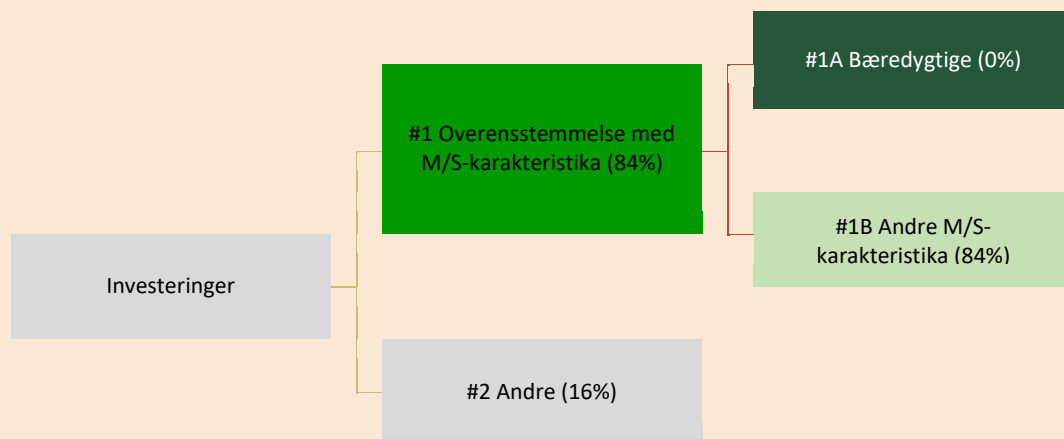 #1A Bæredygtige (0%)
#1 Overensstemmelse med
M/S-karakteristika (84%)
#1B Andre M/S-
karakteristika (84%)
Investeringer
#2 Andre (16%)